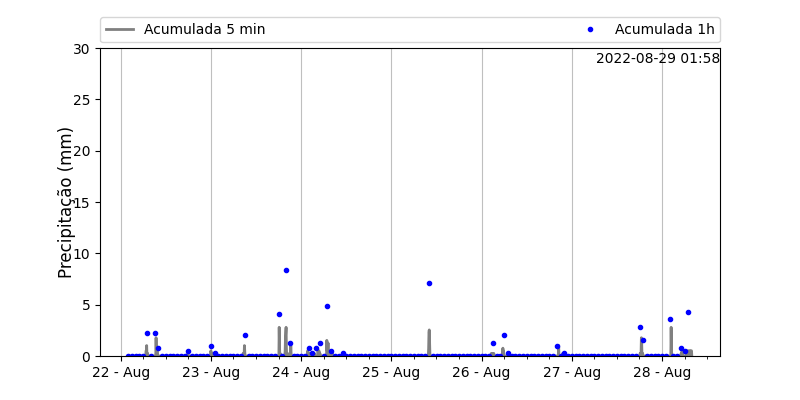 Acumulada 5 min Acumulada 1h
2022-08-29 01:58
Precipitação (mm)
30
25
20
15
10
5
0
22 - Aug 23 - Aug 24 - Aug 25 - Aug 26 - Aug 27 - Aug 28 - Aug